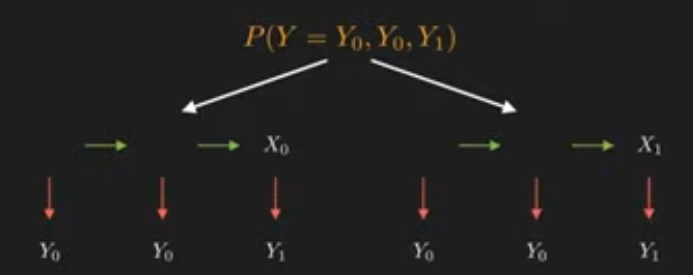 P(Y = Y₀, Y₀, Y₁)
X₀ X₁
Y₀ Y₀ Y₁ Y₀ Y₀ Y₁